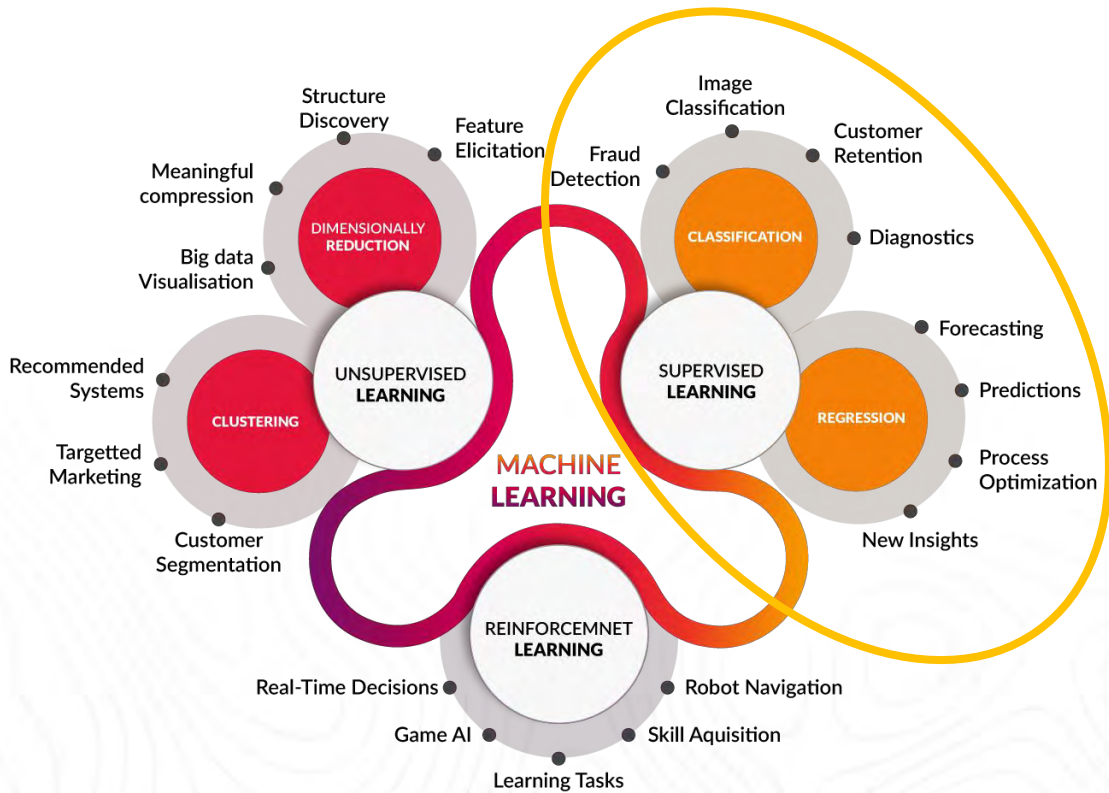 Structure
Discovery
Feature
Elicitation
Meaningful
compression
Big data
Visualisation
DIMENSIONALLY
REDUCTION
Recommended
Systems
Targetted
Marketing
Customer
Segmentation
CLUSTERING
UNSUPERVISED
LEARNING
Image
Classification
Fraud
Detection
Customer
Retention
Diagnostics
CLASSIFICATION
SUPERVISED
LEARNING
Forecasting
Predictions
Process
Optimization
New Insights
REGRESSION
MACHINE
LEARNING
REINFORCEMNET
LEARNING
Real-Time Decisions
Game AI
Learning Tasks
Skill Aquisition
Robot Navigation